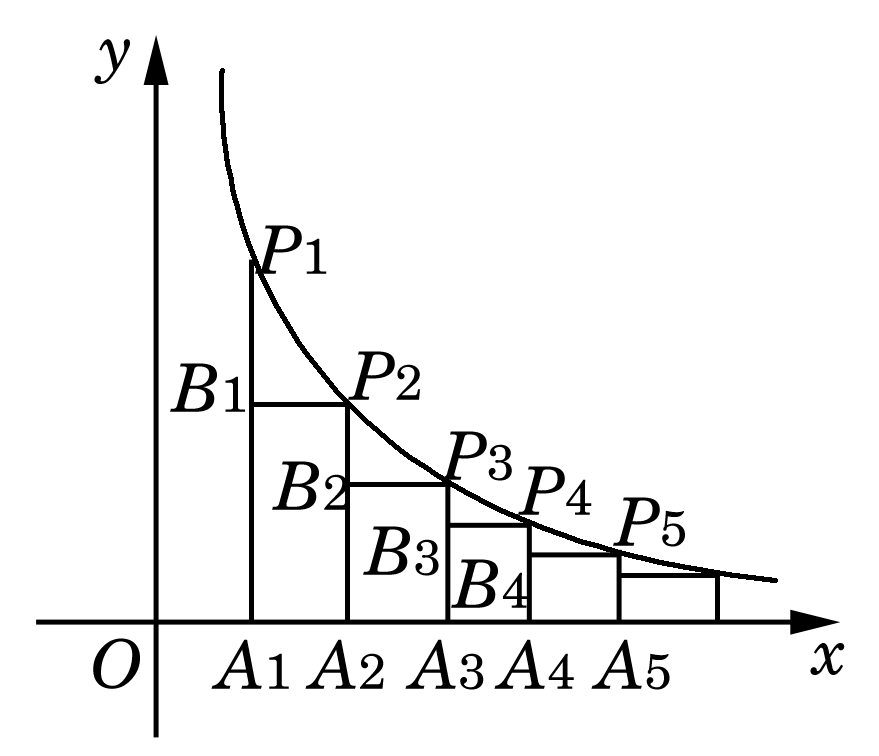 y
P1
B1 P2
B2 P3
P4
B3 P5
B4
O A1 A2 A3 A4 A5 x